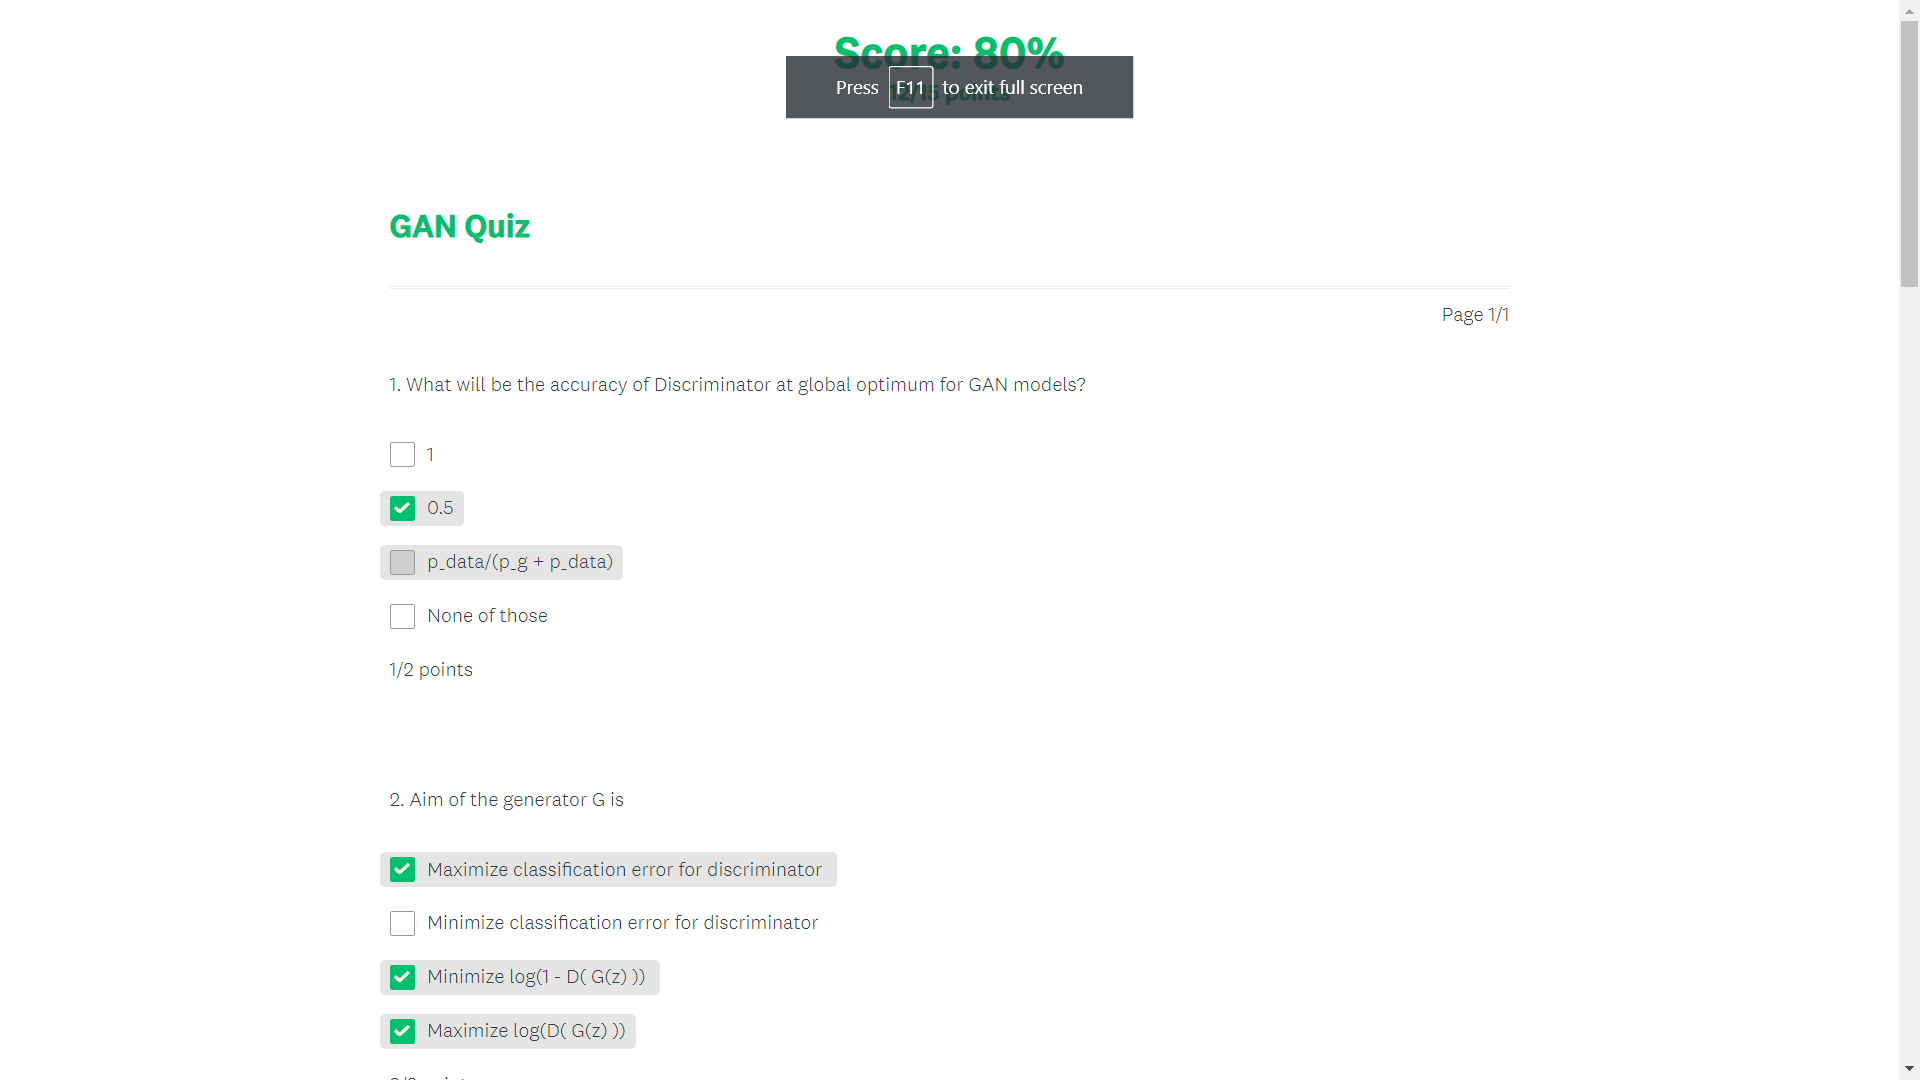 Score: 80%
Press F11 to exit full screen
12/15 points
GAN Quiz
Page 1/1
1. What will be the accuracy of Discriminator at global optimum for GAN models?
1
0.5
p_data/(p_g + p_data)
None of those
1/2 points
2. Aim of the generator G is
Maximize classification error for discriminator
Minimize classification error for discriminator
Minimize log(1 - D( G(z) ))
Maximize log(D( G(z) ))